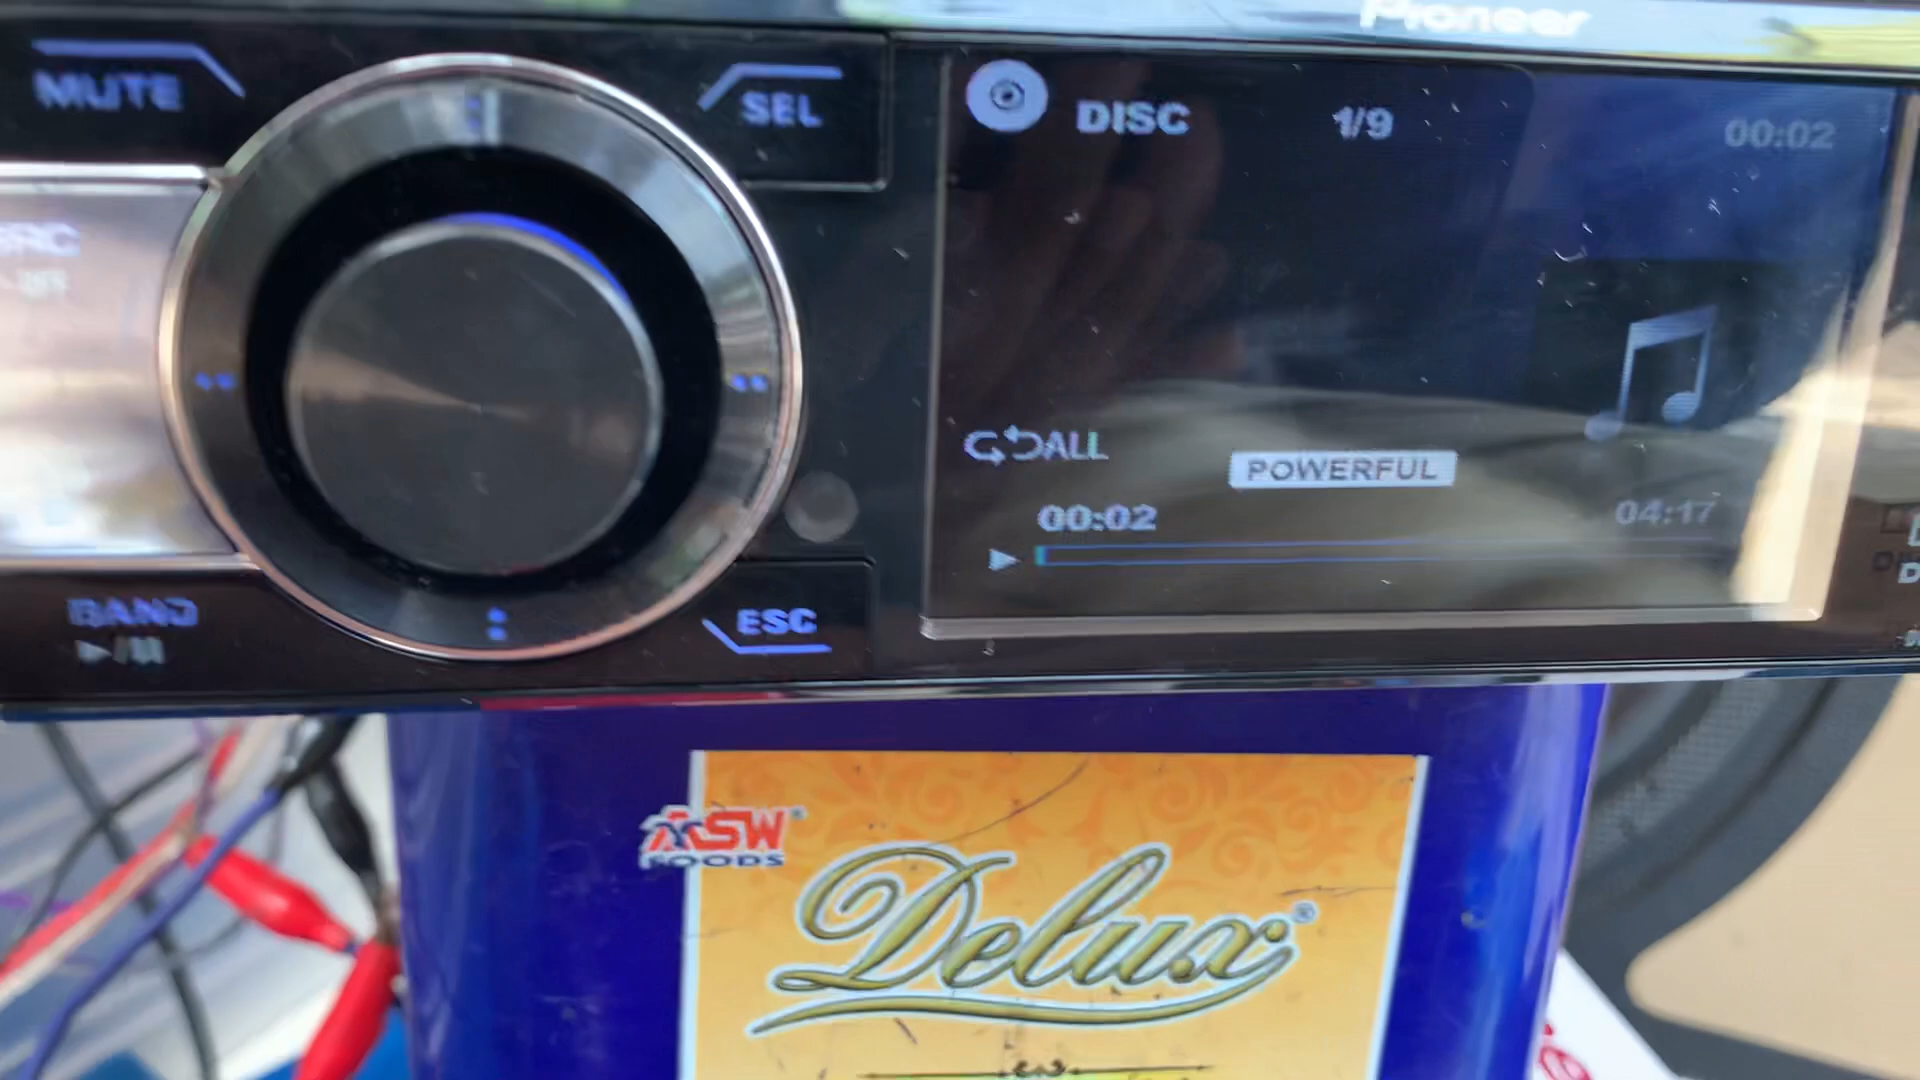 Pioneer
MUTE
SEL
DISC 1/9 00:02
SRC
ALL
POWERFUL
00:02 04:17
BAND
ESC
ASW
FOODS
Delux®